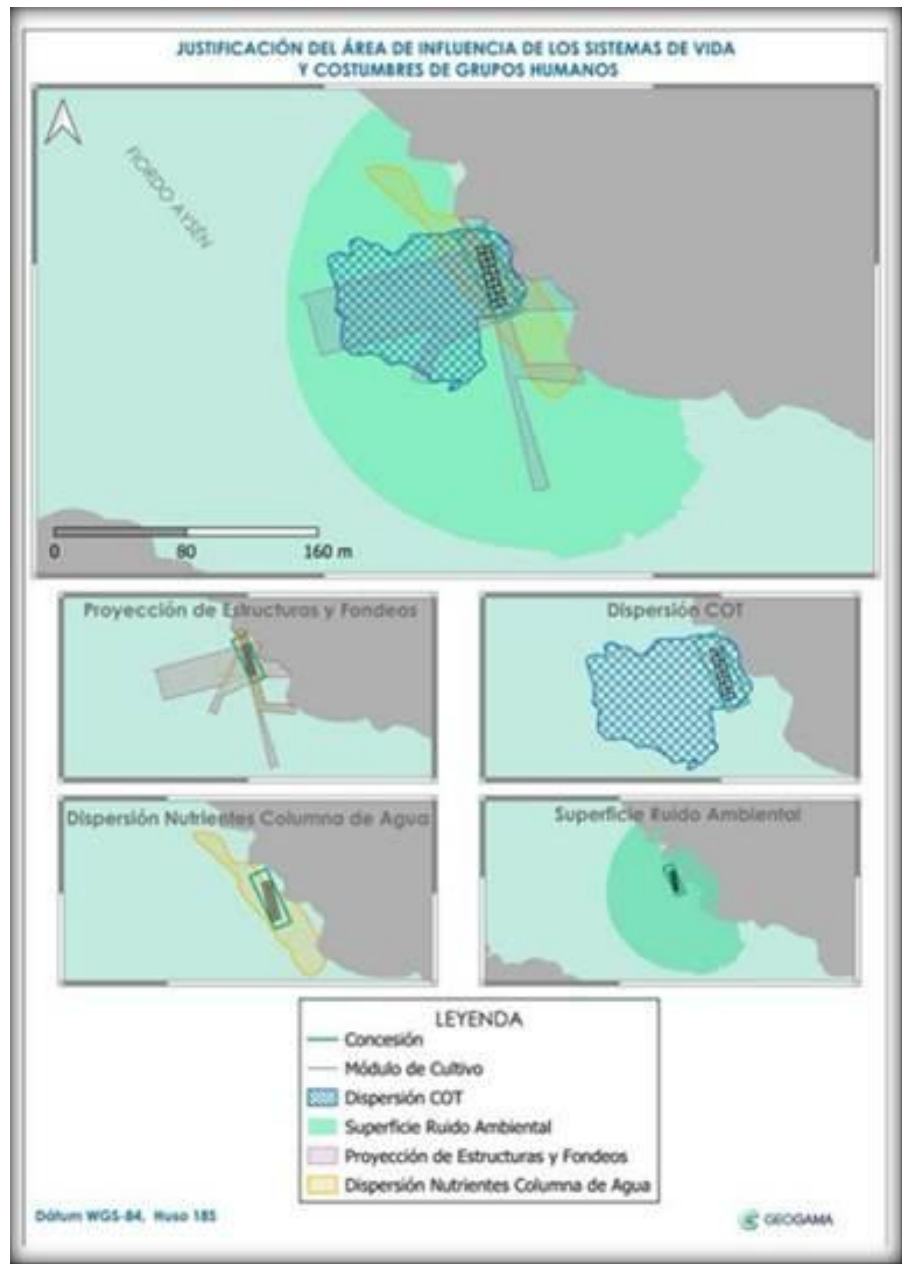 JUSTIFICACIÓN DEL ÁREA DE INFLUENCIA DE LOS SISTEMAS DE VIDA
Y COSTUMBRES DE GRUPOS HUMANOS
FIORDO AYSÉN
0 80 160 m
Proyección de Estructuras y Fondeos
Dispersión COT
Dispersión Nutrientes Columna de Agua
Superficie Ruido Ambiental
LEYENDA
Concesión
Módulo de Cultivo
Dispersión COT
Superficie Ruido Ambiental
Proyección de Estructuras y Fondeos
Dispersión Nutrientes Columna de Agua
Dátum WGS-84, Huso 18S
GEOGAMA